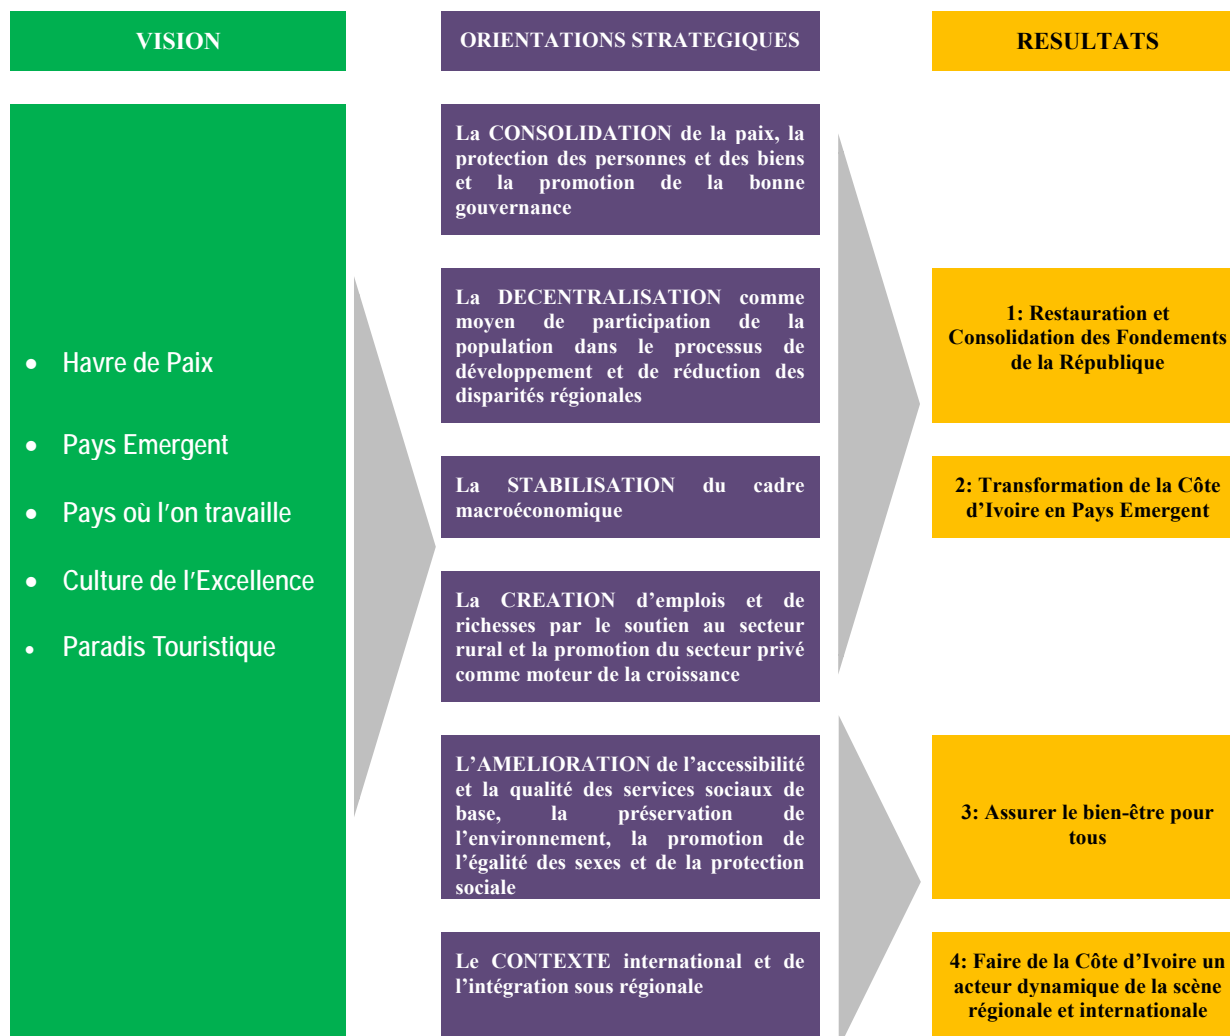 VISION
ORIENTATIONS STRATEGIQUES
RESULTATS
• Havre de Paix
• Pays Emergent
• Pays où l'on travaille
• Culture de l'Excellence
• Paradis Touristique
La CONSOLIDATION de la paix, la
protection des personnes et des biens
et la promotion de la bonne
gouvernance
La DECENTRALISATION comme
moyen de participation de la
population dans le processus de
développement et de réduction des
disparités régionales
La STABILISATION du cadre
macroéconomique
La CREATION d'emplois et de
richesses par le soutien au secteur
rural et la promotion du secteur privé
comme moteur de la croissance
L'AMELIORATION de l'accessibilité
et la qualité des services sociaux de
base, la préservation de
l'environnement, la promotion de
l'égalité des sexes et de la protection
sociale
Le CONTEXTE international et de
l'intégration sous régionale
1: Restauration et
Consolidation des Fondements
de la République
2: Transformation de la Côte
d'Ivoire en Pays Emergent
3: Assurer le bien-être pour
tous
4: Faire de la Côte d'Ivoire un
acteur dynamique de la scène
régionale et internationale